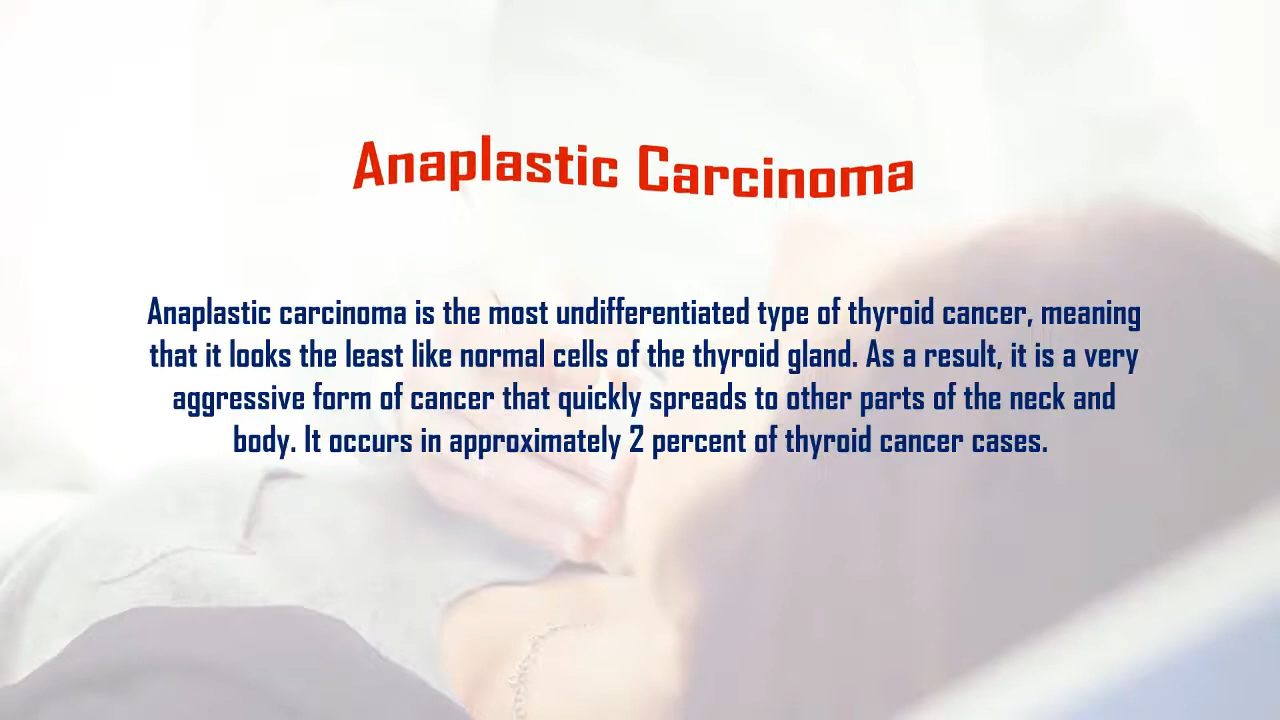 Anaplastic Carcinoma
Anaplastic carcinoma is the most undifferentiated type of thyroid cancer, meaning
that it looks the least like normal cells of the thyroid gland. As a result, it is a very
aggressive form of cancer that quickly spreads to other parts of the neck and
body. It occurs in approximately 2 percent of thyroid cancer cases.